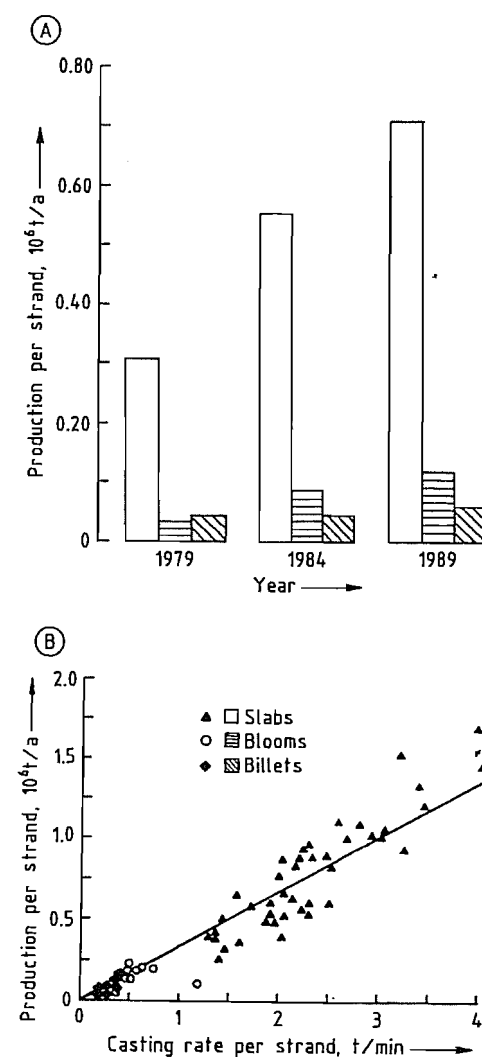 A
Production per strand, 10⁶t/a
0.80
0.60
0.40
0.20
0
1979 1984 1989
Year
B
Production per strand, 10⁶t/a
2.0
1.5
1.0
0.5
0
Slabs
Blooms
Billets
0 1 2 3 4
Casting rate per strand, t/min